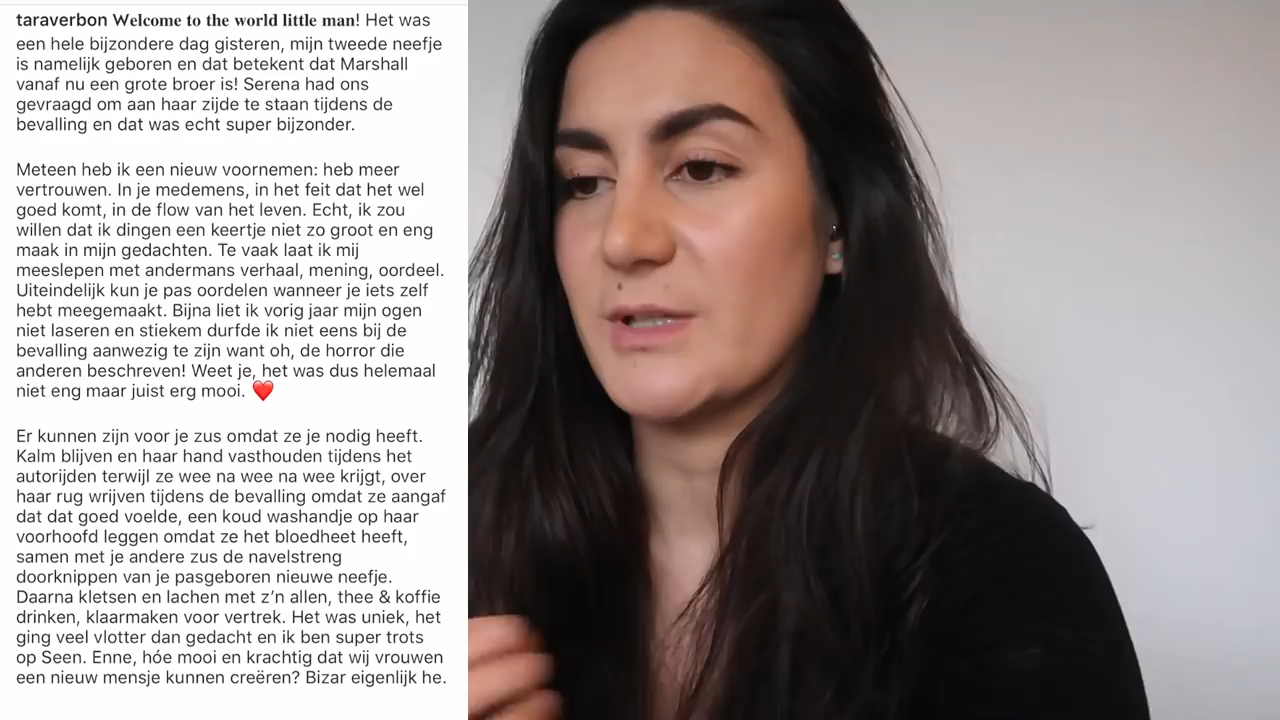 taraverbon Welcome to the world little man! Het was
een hele bijzondere dag gisteren, mijn tweede neefje
is namelijk geboren en dat betekent dat Marshall
vanaf nu een grote broer is! Serena had ons
gevraagd om aan haar zijde te staan tijdens de
bevalling en dat was echt super bijzonder.
Meteen heb ik een nieuw voornemen: heb meer
vertrouwen. In je medemens, in het feit dat het wel
goed komt, in de flow van het leven. Echt, ik zou
willen dat ik dingen een keertje niet zo groot en eng
maak in mijn gedachten. Te vaak laat ik mij
meeslepen met andermans verhaal, mening, oordeel.
Uiteindelijk kun je pas oordelen wanneer je iets zelf
hebt meegemaakt. Bijna liet ik vorig jaar mijn ogen
niet laseren en stiekem durfde ik niet eens bij de
bevalling aanwezig te zijn want oh, de horror die
anderen beschreven! Weet je, het was dus helemaal
niet eng maar juist erg mooi. ❤️
Er kunnen zijn voor je zus omdat ze je nodig heeft.
Kalm blijven en haar hand vasthouden tijdens het
autorijden terwijl ze wee na wee na wee krijgt, over
haar rug wrijven tijdens de bevalling omdat ze aangaf
dat dat goed voelde, een koud washandje op haar
voorhoofd leggen omdat ze het bloedheet heeft,
samen met je andere zus de navelstreng
doorknippen van je pasgeboren nieuwe neefje.
Daarna kletsen en lachen met z’n allen, thee & koffie
drinken, klaarmaken voor vertrek. Het was uniek, het
ging veel vlotter dan gedacht en ik ben super trots
op Seen. Enne, hóe mooi en krachtig dat wij vrouwen
een nieuw mensje kunnen creëren? Bizar eigenlijk he.